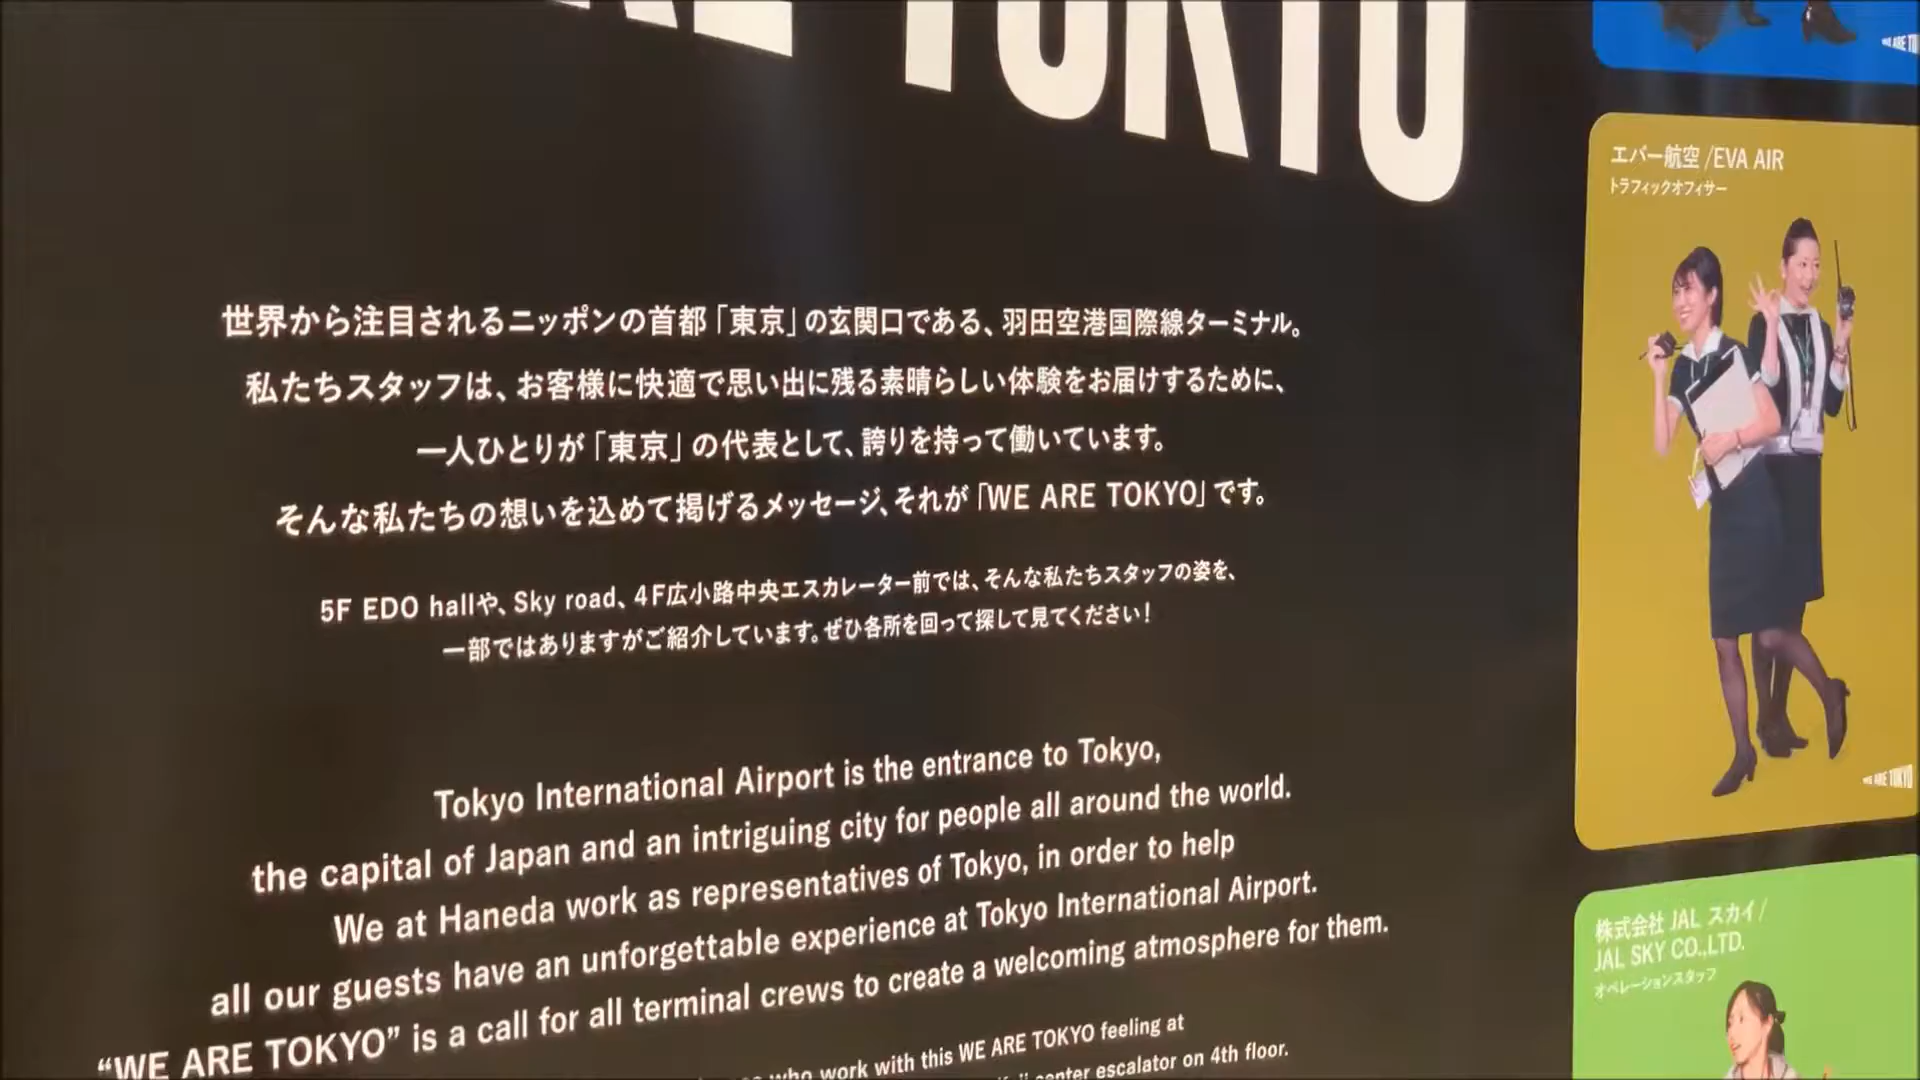 TOKYO
世界から注目されるニッポンの首都「東京」の玄関口である、羽田空港国際線ターミナル。
私たちスタッフは、お客様に快適で思い出に残る素晴らしい体験をお届けするために、
一人ひとりが「東京」の代表として、誇りを持って働いています。
そんな私たちの想いを込めて掲げるメッセージ、それが「WE ARE TOKYO」です。
5F EDO hallや、Sky road、4F広小路中央エスカレーター前では、そんな私たちスタッフの姿を、
一部ではありますがご紹介しています。ぜひ各所を回って探して見てください！
Tokyo International Airport is the entrance to Tokyo,
the capital of Japan and an intriguing city for people all around the world.
We at Haneda work as representatives of Tokyo, in order to help
all our guests have an unforgettable experience at Tokyo International Airport.
“WE ARE TOKYO” is a call for all terminal crews to create a welcoming atmosphere for them.
who work with this WE ARE TOKYO feeling at
center escalator on 4th floor.
WE ARE
エバー航空 /EVA AIR
トラフィックオフィサー
WE ARE TOKYO
株式会社 JAL スカイ /
JAL SKY CO.,LTD.
オペレーションスタッフ